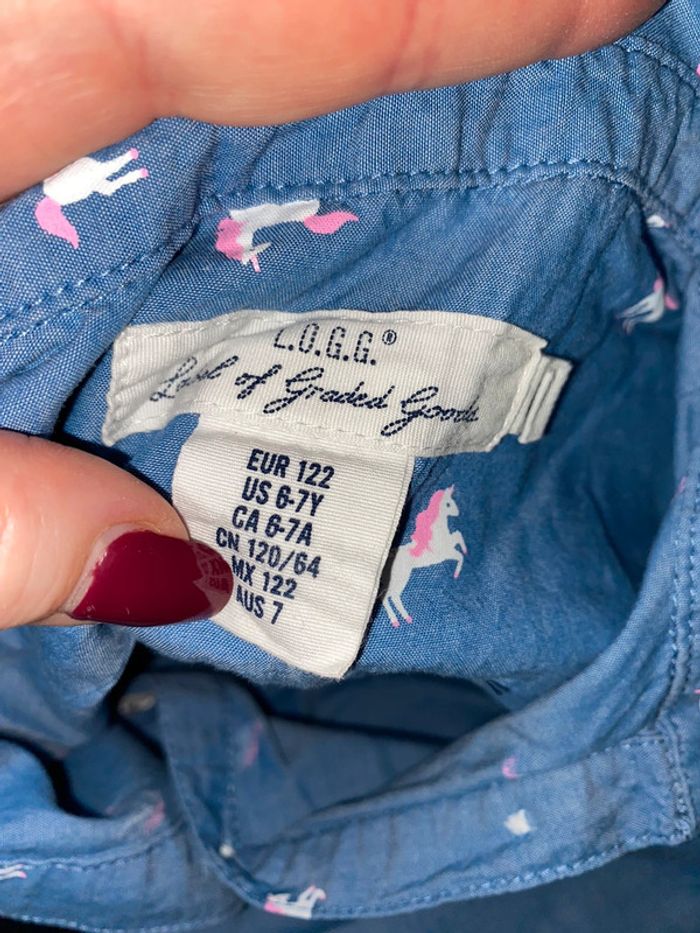 L.O.G.G.®
Label of Graded Goods
EUR 122
US 6-7Y
CA 6-7A
CN 120/64
MX 122
AUS 7